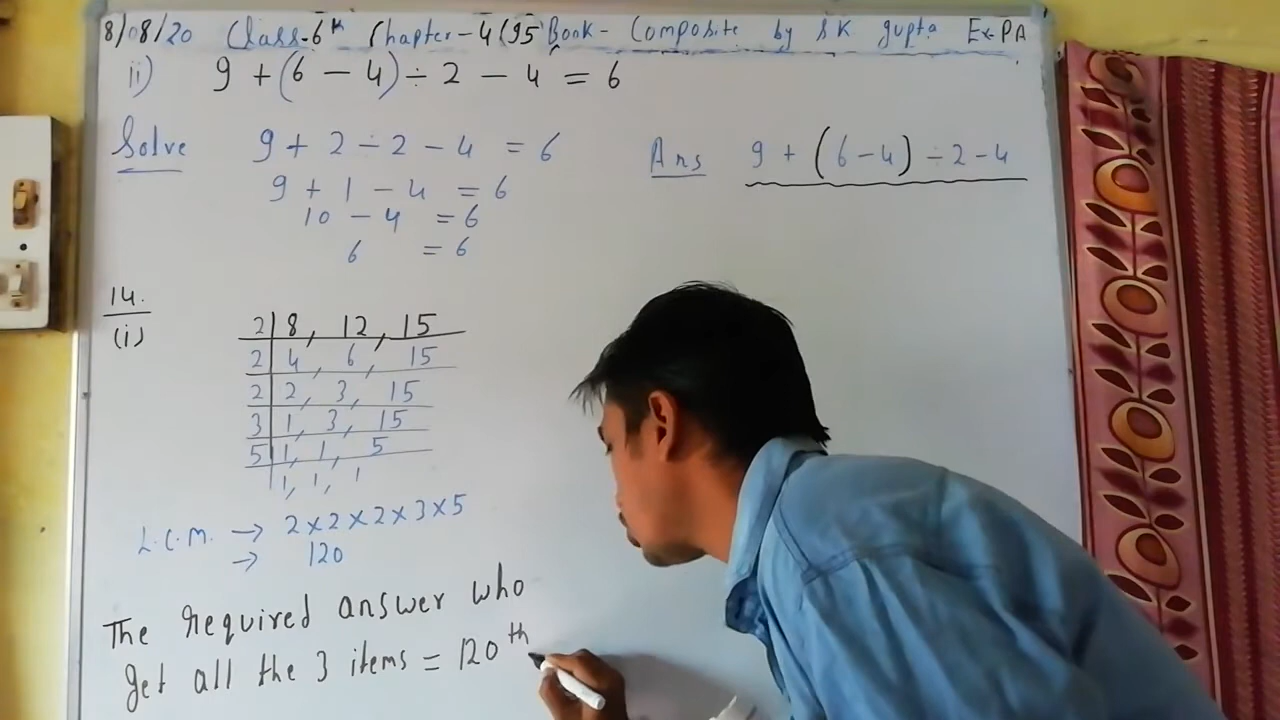 8/08/20 Class-6th Chapter-4 (95 Book- Composite by S K gupta Ex-PA
ii) 9 + (6 - 4) ÷ 2 - 4 = 6
Solve 9 + 2 ÷ 2 - 4 = 6
9 + 1 - 4 = 6
10 - 4 = 6
6 = 6
Ans 9 + (6-4) ÷ 2 - 4
14.
(i)
2 | 8, 12, 15
2 | 4, 6, 15
2 | 2, 3, 15
3 | 1, 3, 15
5 | 1, 1, 5
| 1, 1, 1
L.C.M. → 2×2×2×3×5
→ 120
The required answer who
get all the 3 items = 120th